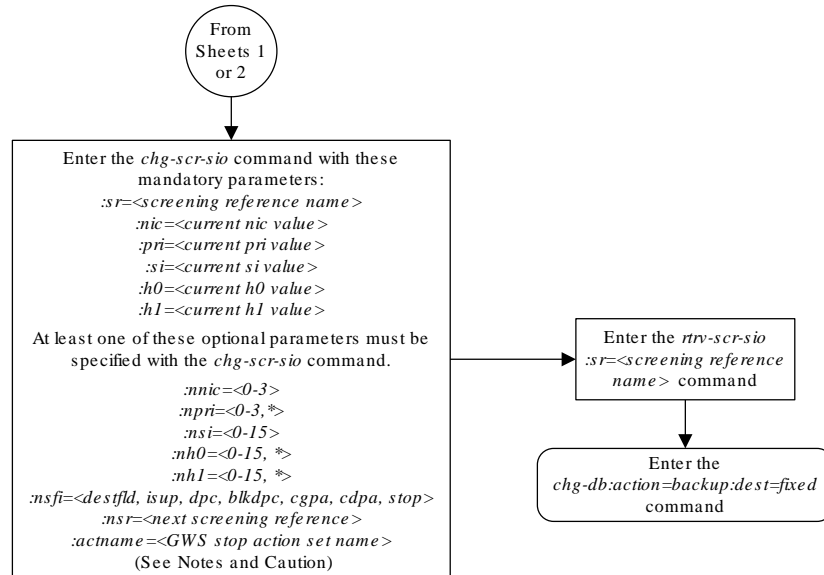 From
Sheets 1
or 2
Enter the chg-scr-sio command with these
mandatory parameters:
:sr=<screening reference name>
:nic=<current nic value>
:pri=<current pri value>
:si=<current si value>
:h0=<current h0 value>
:h1=<current h1 value>
At least one of these optional parameters must be
specified with the chg-scr-sio command.
:nnic=<0-3>
:npri=<0-3,*>
:nsi=<0-15>
:nh0=<0-15, *>
:nh1=<0-15, *>
:nsfi=<destfld, isup, dpc, blkdpc, cgpa, cdpa, stop>
:nsr=<next screening reference>
:actname=<GWS stop action set name>
(See Notes and Caution)
Enter the rtrv-scr-sio
:sr=<screening reference
name> command
Enter the
chg-db:action=backup:dest=fixed
command